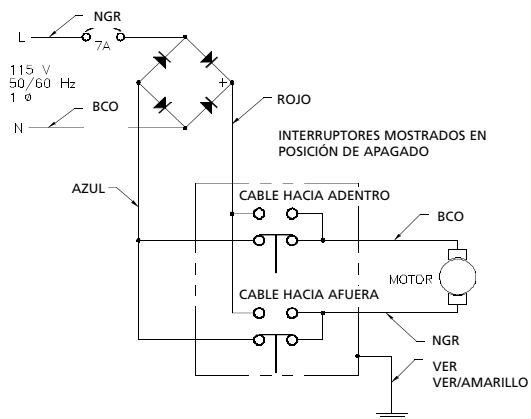 NGR
L
7A
115 V
50/60 Hz
1 ø
+
BCO
N
ROJO
INTERRUPTORES MOSTRADOS EN
POSICIÓN DE APAGADO
AZUL
CABLE HACIA ADENTRO
BCO
CABLE HACIA AFUERA
MOTOR
NGR
VER
VER/AMARILLO